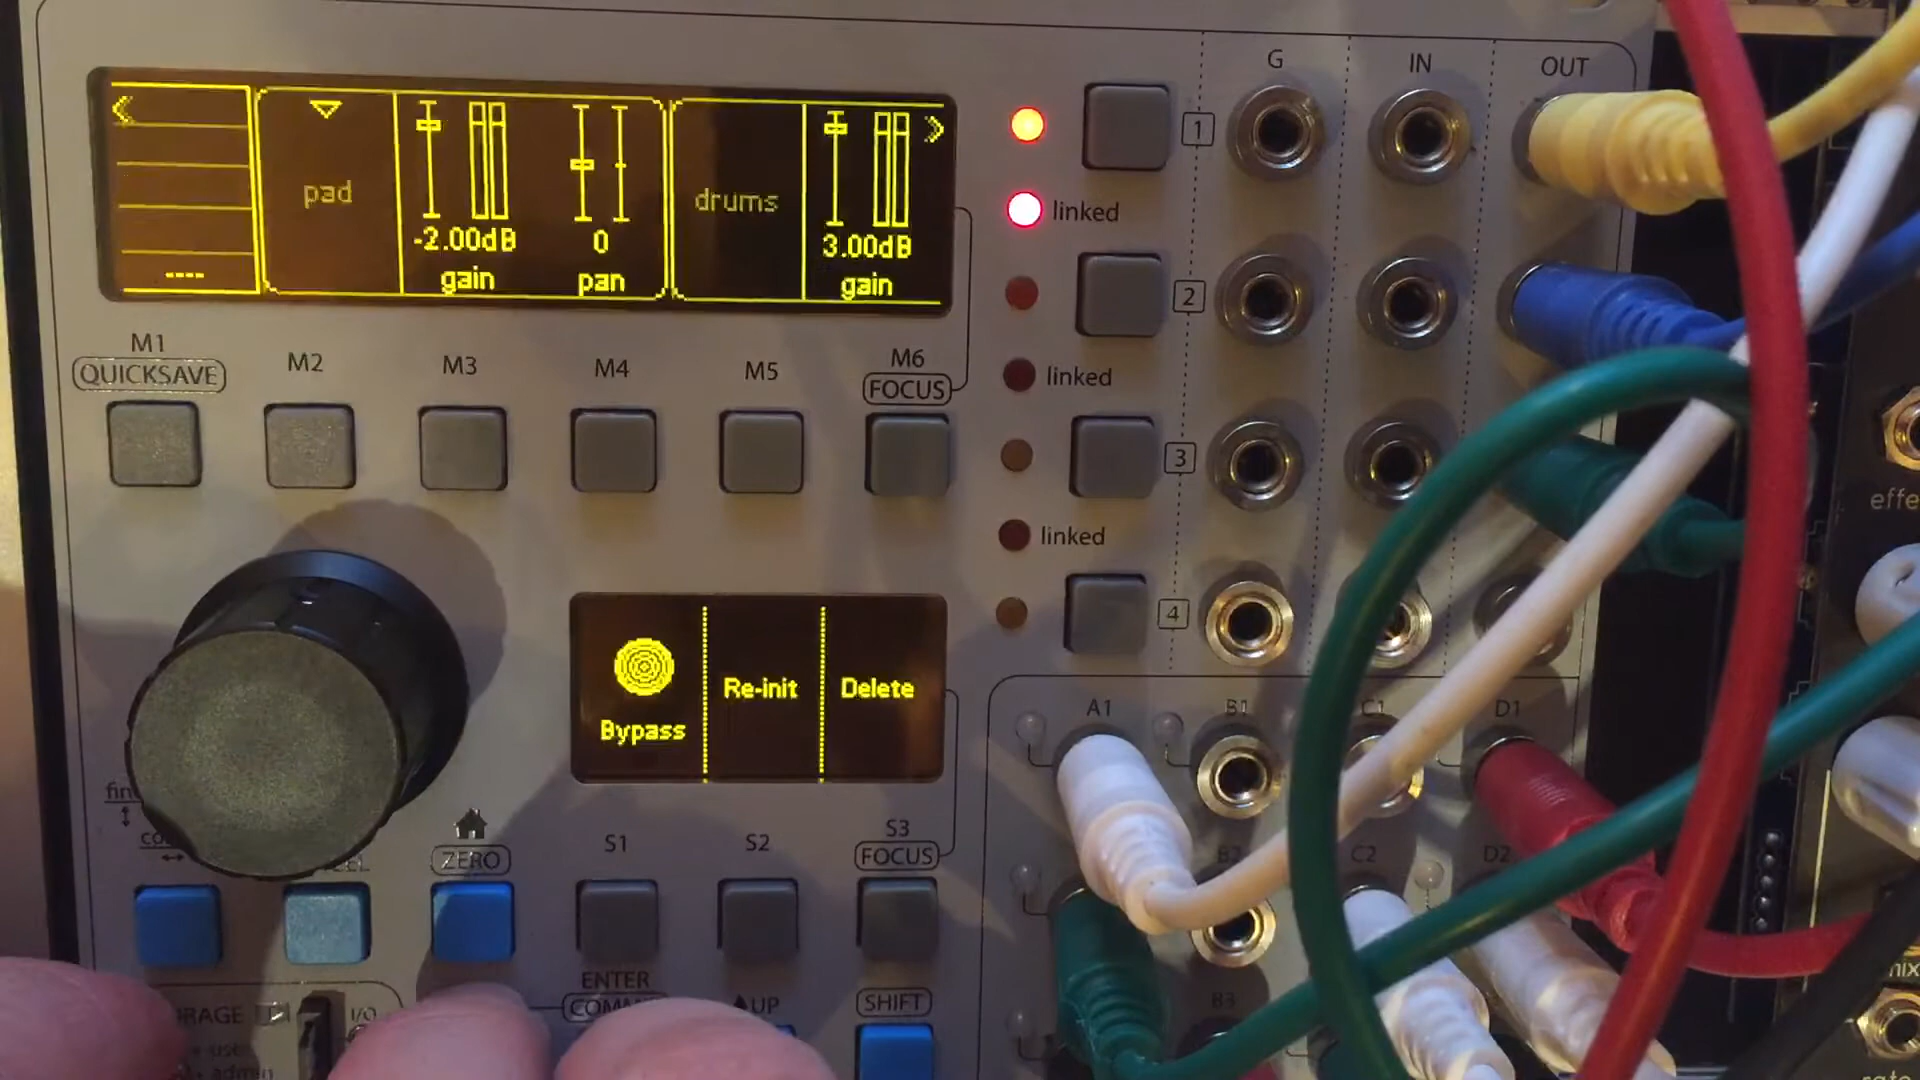 pad
-2.00dB
0
gain
pan
drums
3.00dB
gain
----
M1
QUICKSAVE
M2
M3
M4
M5
M6
FOCUS
1
linked
2
linked
3
linked
4
G
IN
OUT
Bypass
Re-init
Delete
ZERO
S1
S2
S3
FOCUS
ENTER
UP
SHIFT
I/O
admin
A1
B1
C1
D1
B2
C2
D2
B3
effe